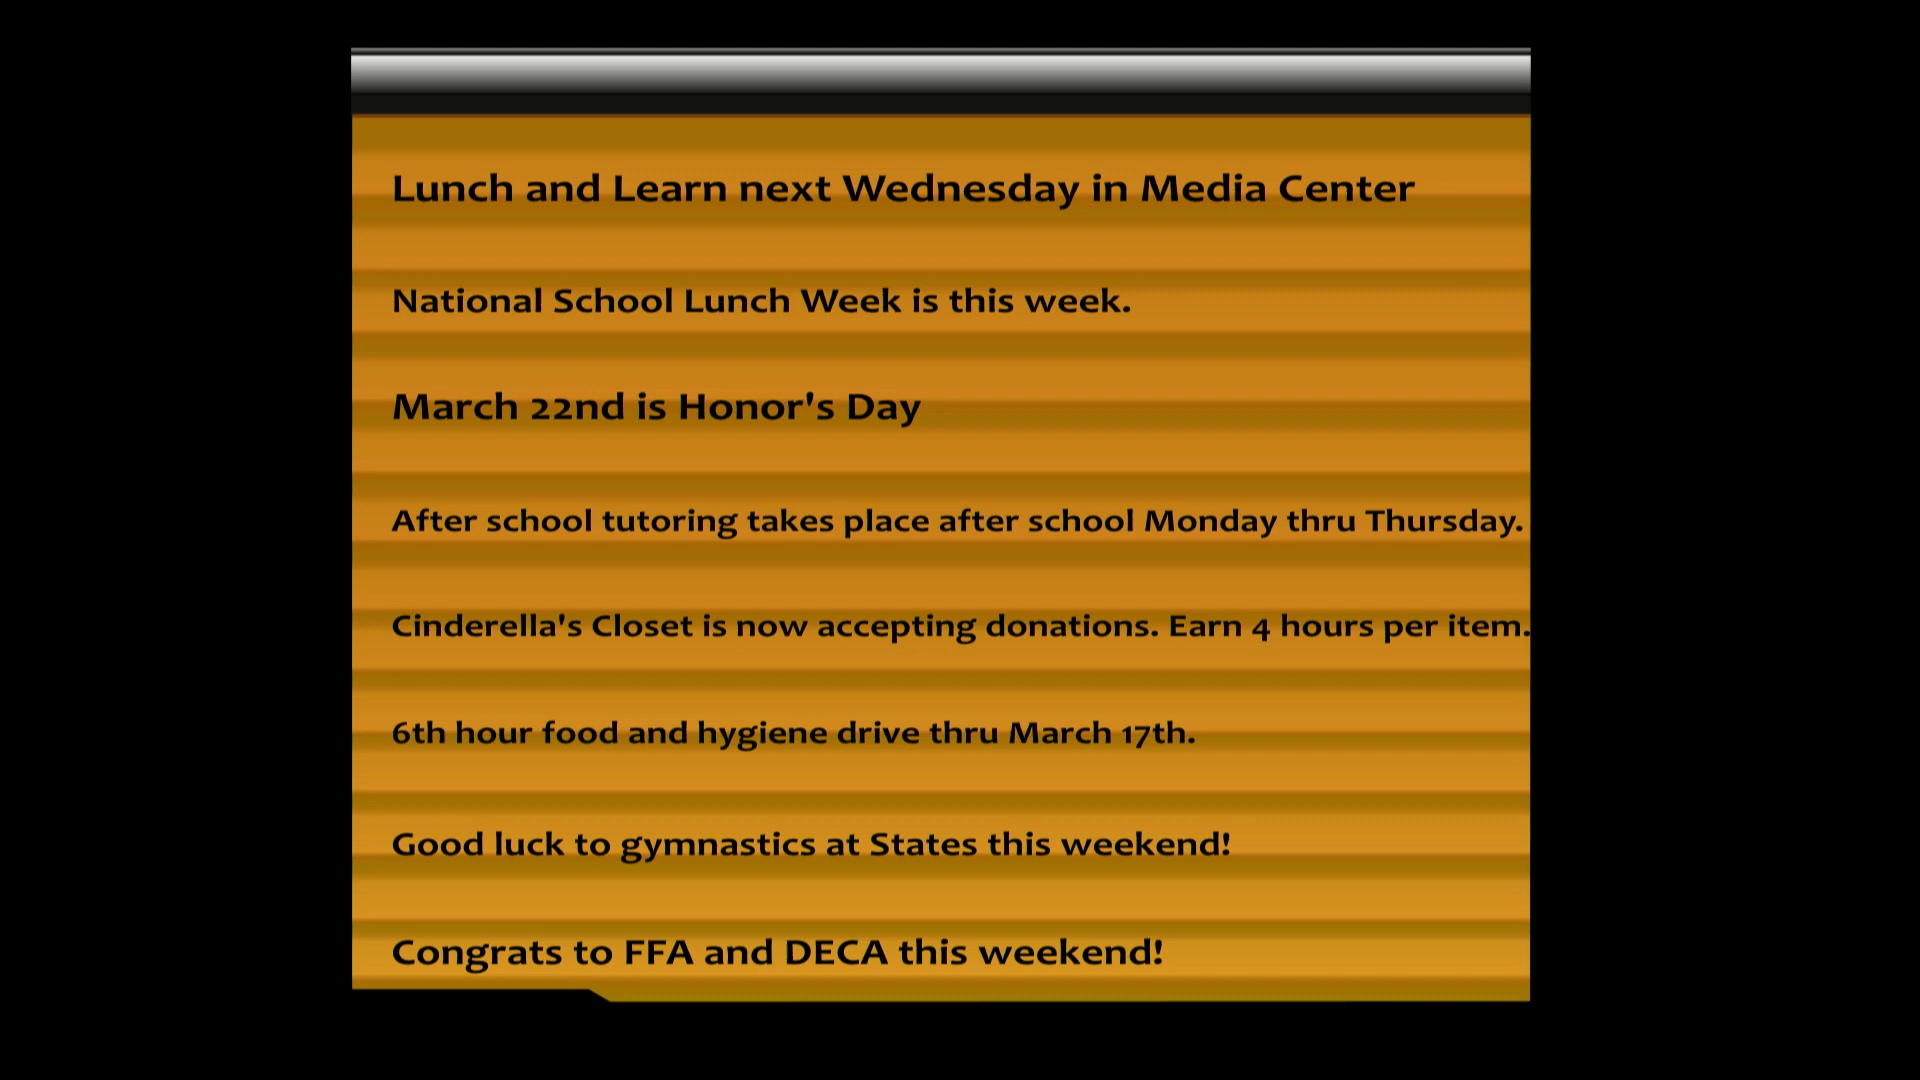 Lunch and Learn next Wednesday in Media Center
National School Lunch Week is this week.
March 22nd is Honor's Day
After school tutoring takes place after school Monday thru Thursday.
Cinderella's Closet is now accepting donations. Earn 4 hours per item.
6th hour food and hygiene drive thru March 17th.
Good luck to gymnastics at States this weekend!
Congrats to FFA and DECA this weekend!